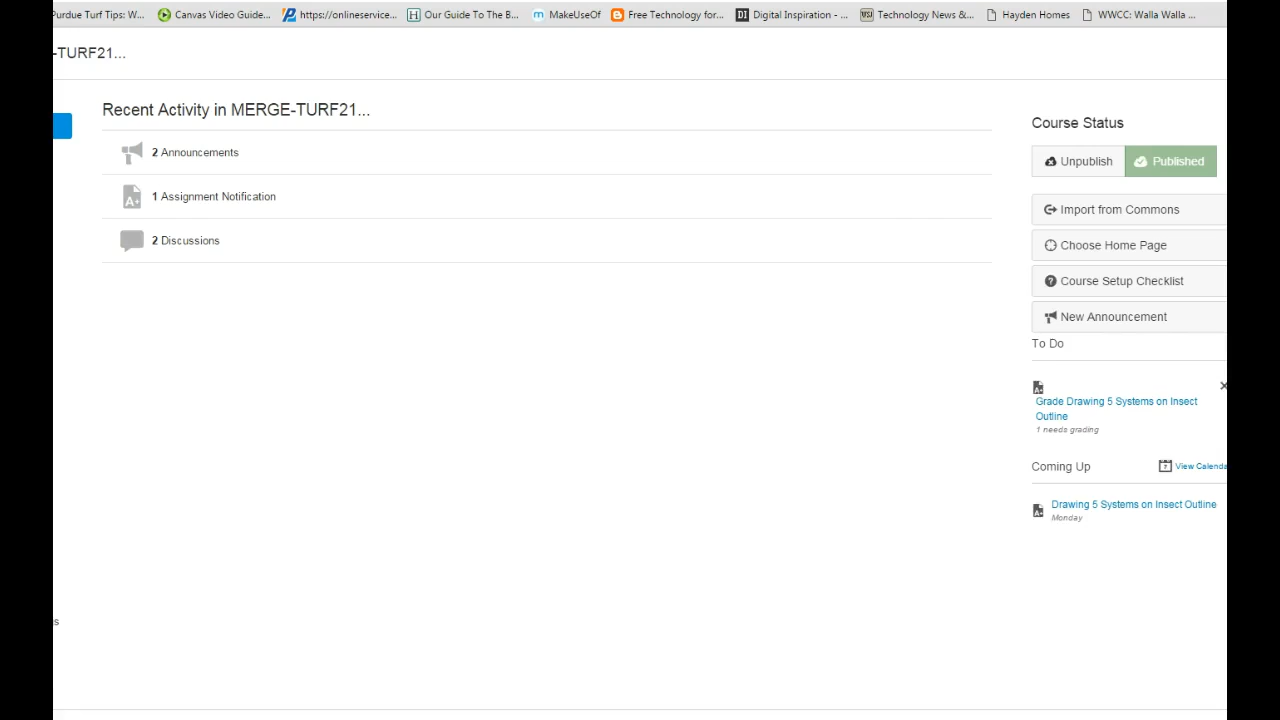 Purdue Turf Tips: W... Canvas Video Guide... https://onlineservice... Our Guide To The B... MakeUseOf Free Technology for... Digital Inspiration - ... Technology News &... Hayden Homes WWCC: Walla Walla ...
-TURF21...
Recent Activity in MERGE-TURF21...
2 Announcements
1 Assignment Notification
2 Discussions
Course Status
Unpublish Published
Import from Commons
Choose Home Page
Course Setup Checklist
New Announcement
To Do
Grade Drawing 5 Systems on Insect
Outline
1 needs grading
Coming Up View Calenda
Drawing 5 Systems on Insect Outline
Monday
s